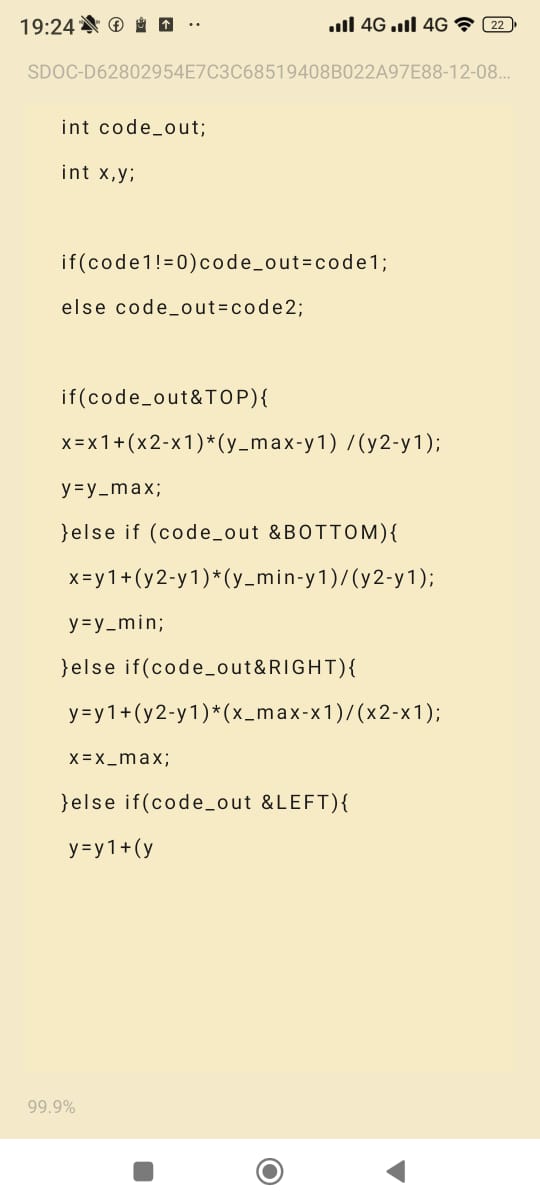 19:24 4G 4G 22
SDOC-D62802954E7C3C68519408B022A97E88-12-08...
int code_out;
int x,y;
if(code1!=0)code_out=code1;
else code_out=code2;
if(code_out&TOP){
x=x1+(x2-x1)*(y_max-y1) /(y2-y1);
y=y_max;
}else if (code_out &BOTTOM){
x=y1+(y2-y1)*(y_min-y1)/(y2-y1);
y=y_min;
}else if(code_out&RIGHT){
y=y1+(y2-y1)*(x_max-x1)/(x2-x1);
x=x_max;
}else if(code_out &LEFT){
y=y1+(y
99.9%